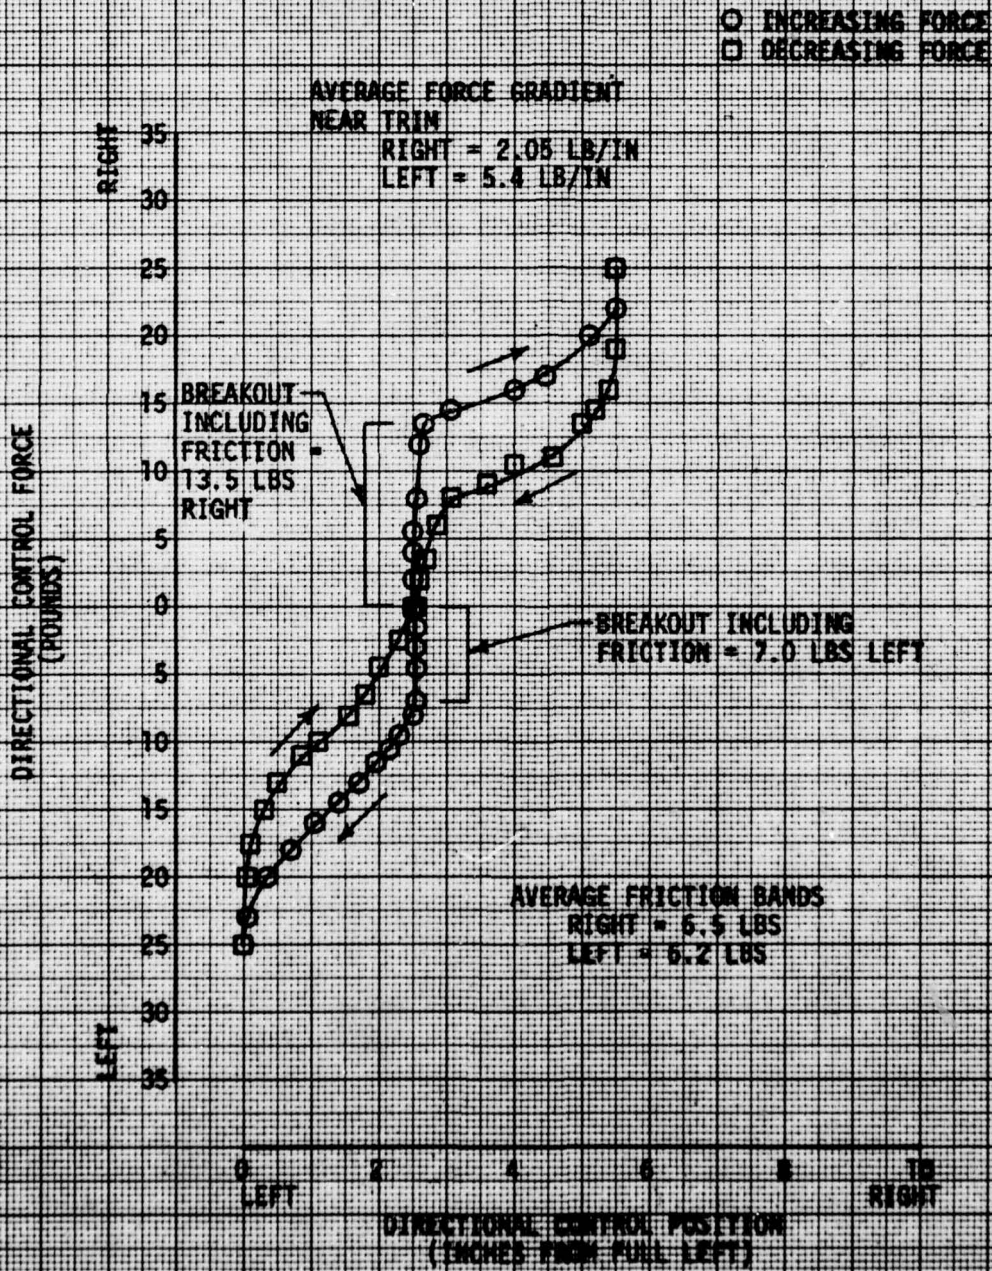 INCREASING FORCE
DECREASING FORCE
AVERAGE FORCE GRADIENT
NEAR TRIM
RIGHT = 2.05 LB/IN
LEFT = 5.4 LB/IN
RIGHT
35
30
25
20
15
10
5
0
5
10
15
20
25
30
35
LEFT
DIRECTIONAL CONTROL FORCE
(POUNDS)
BREAKOUT
INCLUDING
FRICTION =
13.5 LBS
RIGHT
BREAKOUT INCLUDING
FRICTION = 7.0 LBS LEFT
AVERAGE FRICTION BANDS
RIGHT = 6.5 LBS
LEFT = 6.2 LBS
0 2 4 6 8 10
LEFT RIGHT
DIRECTIONAL CONTROL POSITION
(INCHES FROM FULL LEFT)